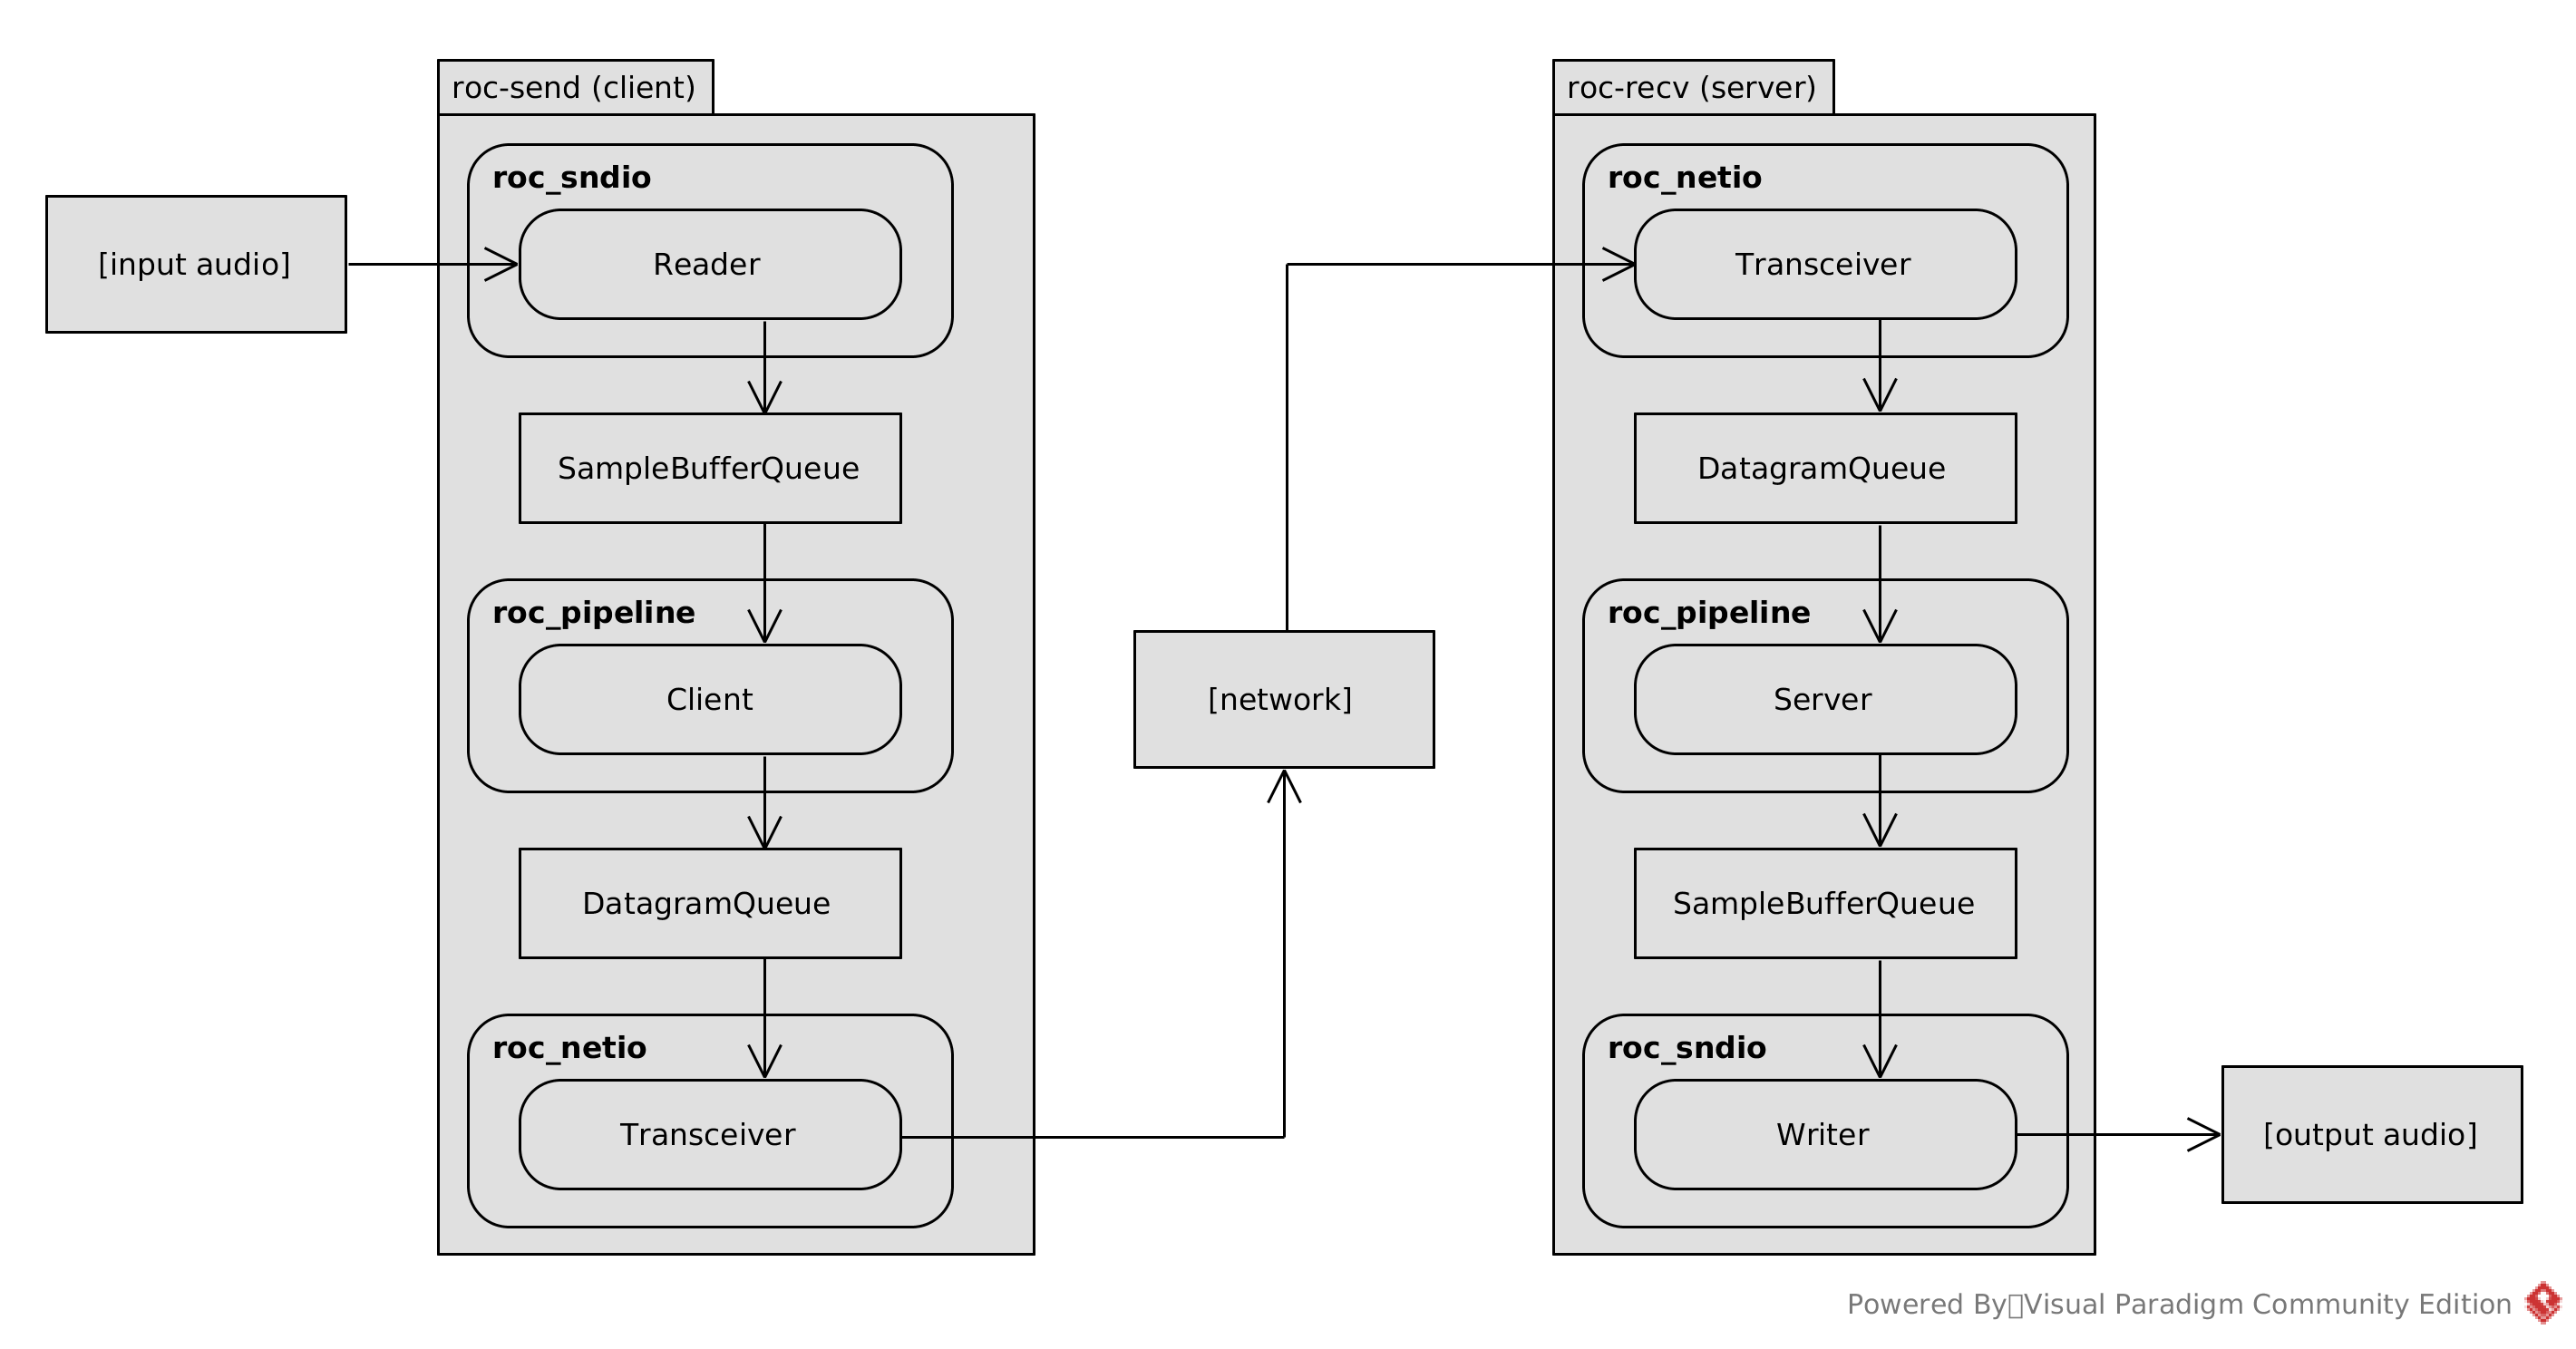 roc-send (client)
roc_sndio
[input audio]
Reader
SampleBufferQueue
roc_pipeline
Client
DatagramQueue
roc_netio
Transceiver
[network]
roc-recv (server)
roc_netio
Transceiver
DatagramQueue
roc_pipeline
Server
SampleBufferQueue
roc_sndio
Writer
[output audio]
Powered By▯Visual Paradigm Community Edition